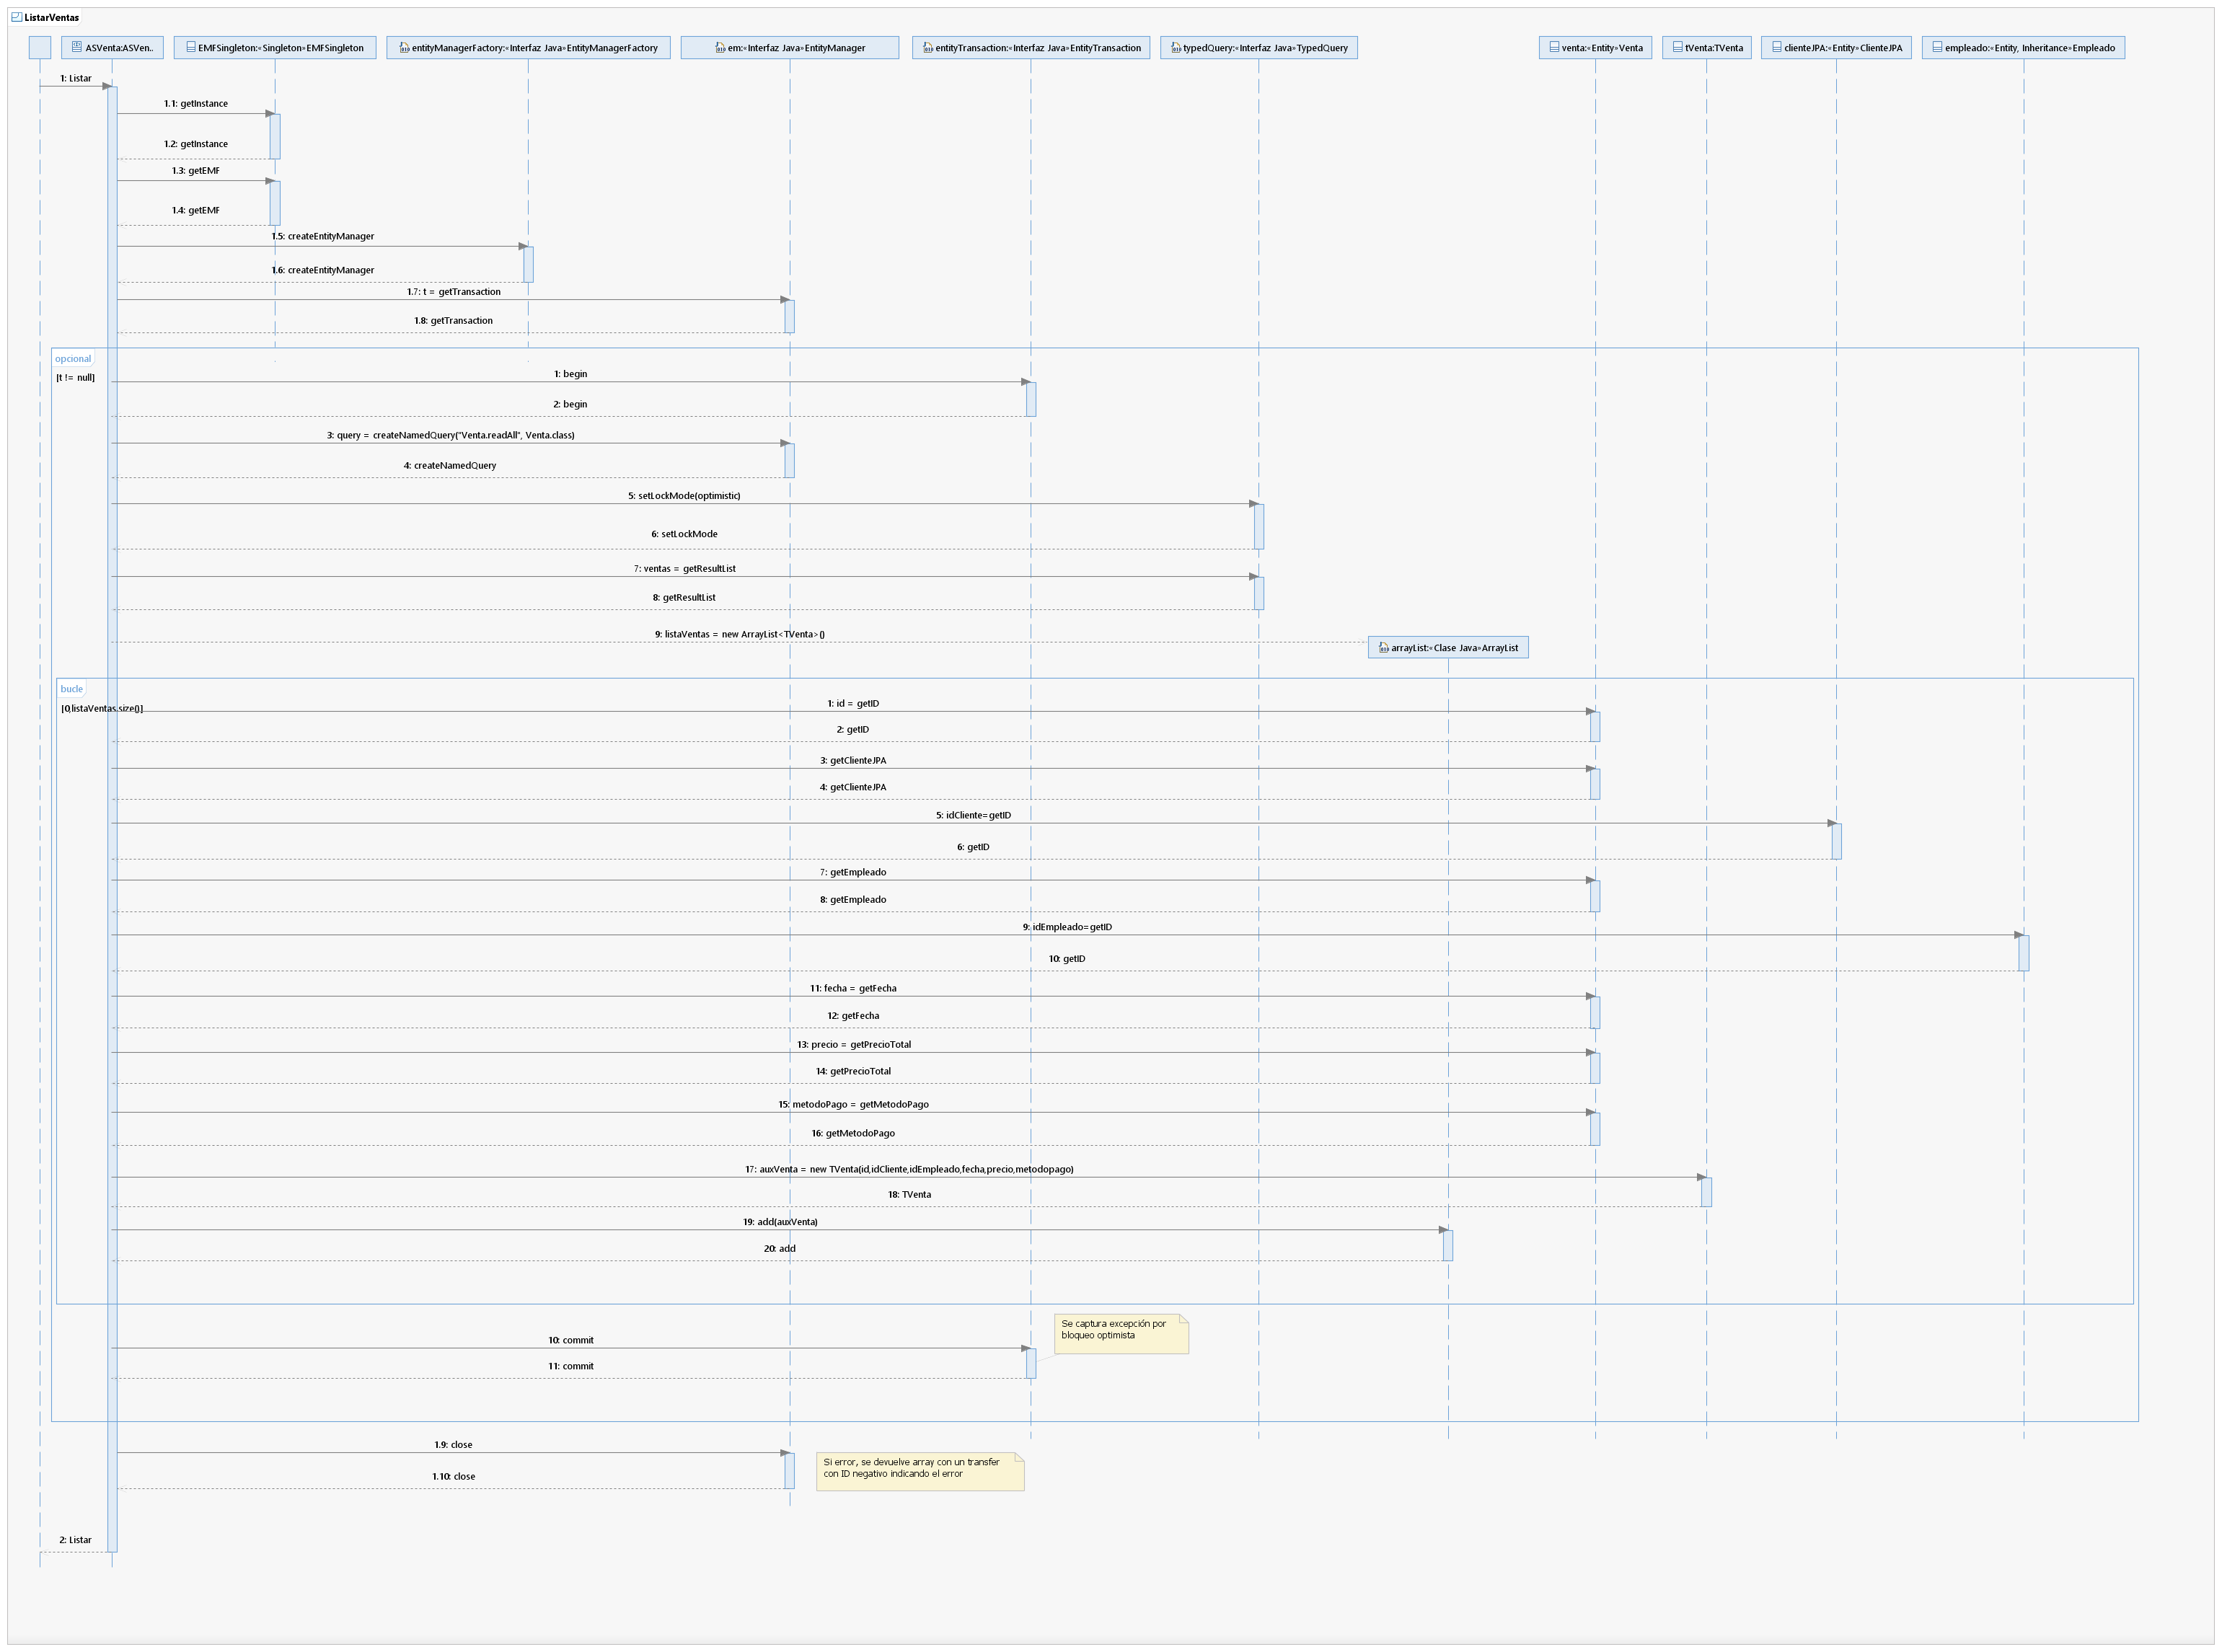 ListarVentas
ASVenta:ASVen..
EMFSingleton:«Singleton»EMFSingleton
entityManagerFactory:«Interfaz Java»EntityManagerFactory
em:«Interfaz Java»EntityManager
entityTransaction:«Interfaz Java»EntityTransaction
typedQuery:«Interfaz Java»TypedQuery
venta:«Entity»Venta
tVenta:TVenta
clienteJPA:«Entity»ClienteJPA
empleado:«Entity, Inheritance»Empleado
1: Listar
1.1: getInstance
1.2: getInstance
1.3: getEMF
1.4: getEMF
1.5: createEntityManager
1.6: createEntityManager
1.7: t = getTransaction
1.8: getTransaction
opcional
[t != null]
1: begin
2: begin
3: query = createNamedQuery("Venta.readAll", Venta.class)
4: createNamedQuery
5: setLockMode(optimistic)
6: setLockMode
7: ventas = getResultList
8: getResultList
9: listaVentas = new ArrayList<TVenta>()
arrayList:«Clase Java»ArrayList
bucle
[0,listaVentas.size()]
1: id = getID
2: getID
3: getClienteJPA
4: getClienteJPA
5: idCliente=getID
6: getID
7: getEmpleado
8: getEmpleado
9: idEmpleado=getID
10: getID
11: fecha = getFecha
12: getFecha
13: precio = getPrecioTotal
14: getPrecioTotal
15: metodoPago = getMetodoPago
16: getMetodoPago
17: auxVenta = new TVenta(id,idCliente,idEmpleado,fecha,precio,metodopago)
18: TVenta
19: add(auxVenta)
20: add
Se captura excepción por
bloqueo optimista
10: commit
11: commit
1.9: close
Si error, se devuelve array con un transfer
con ID negativo indicando el error
1.10: close
2: Listar